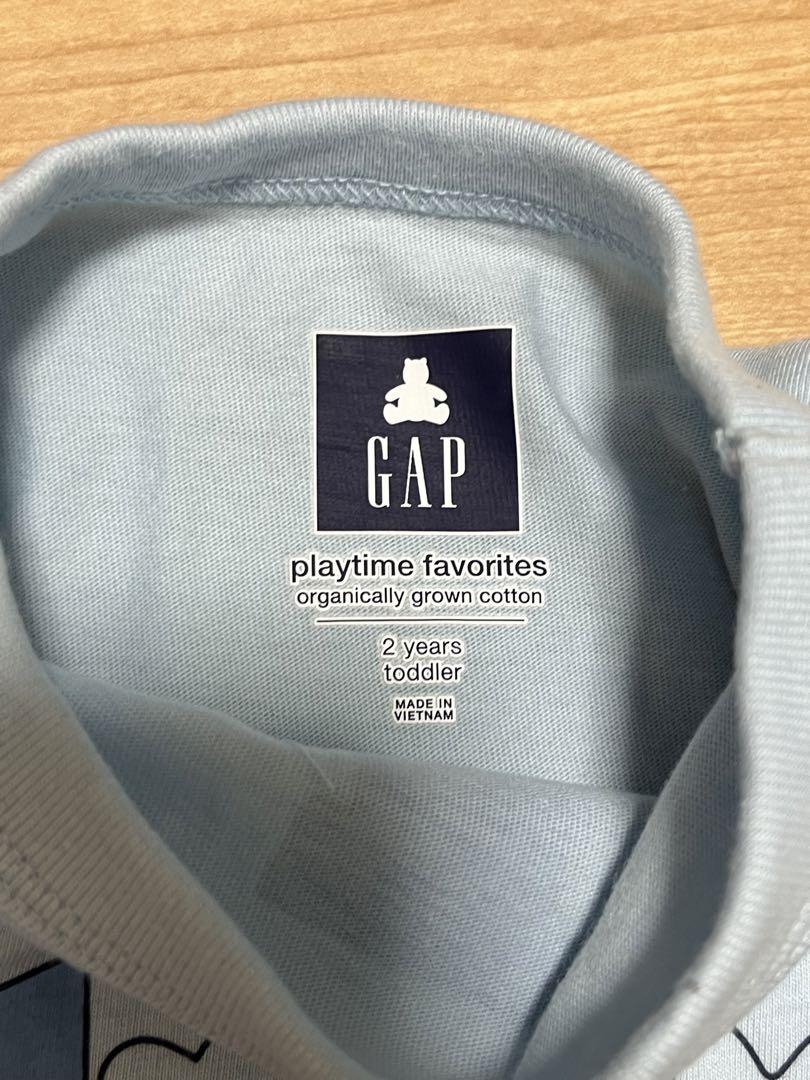 GAP
playtime favorites
organically grown cotton
2 years
toddler
MADE IN
VIETNAM